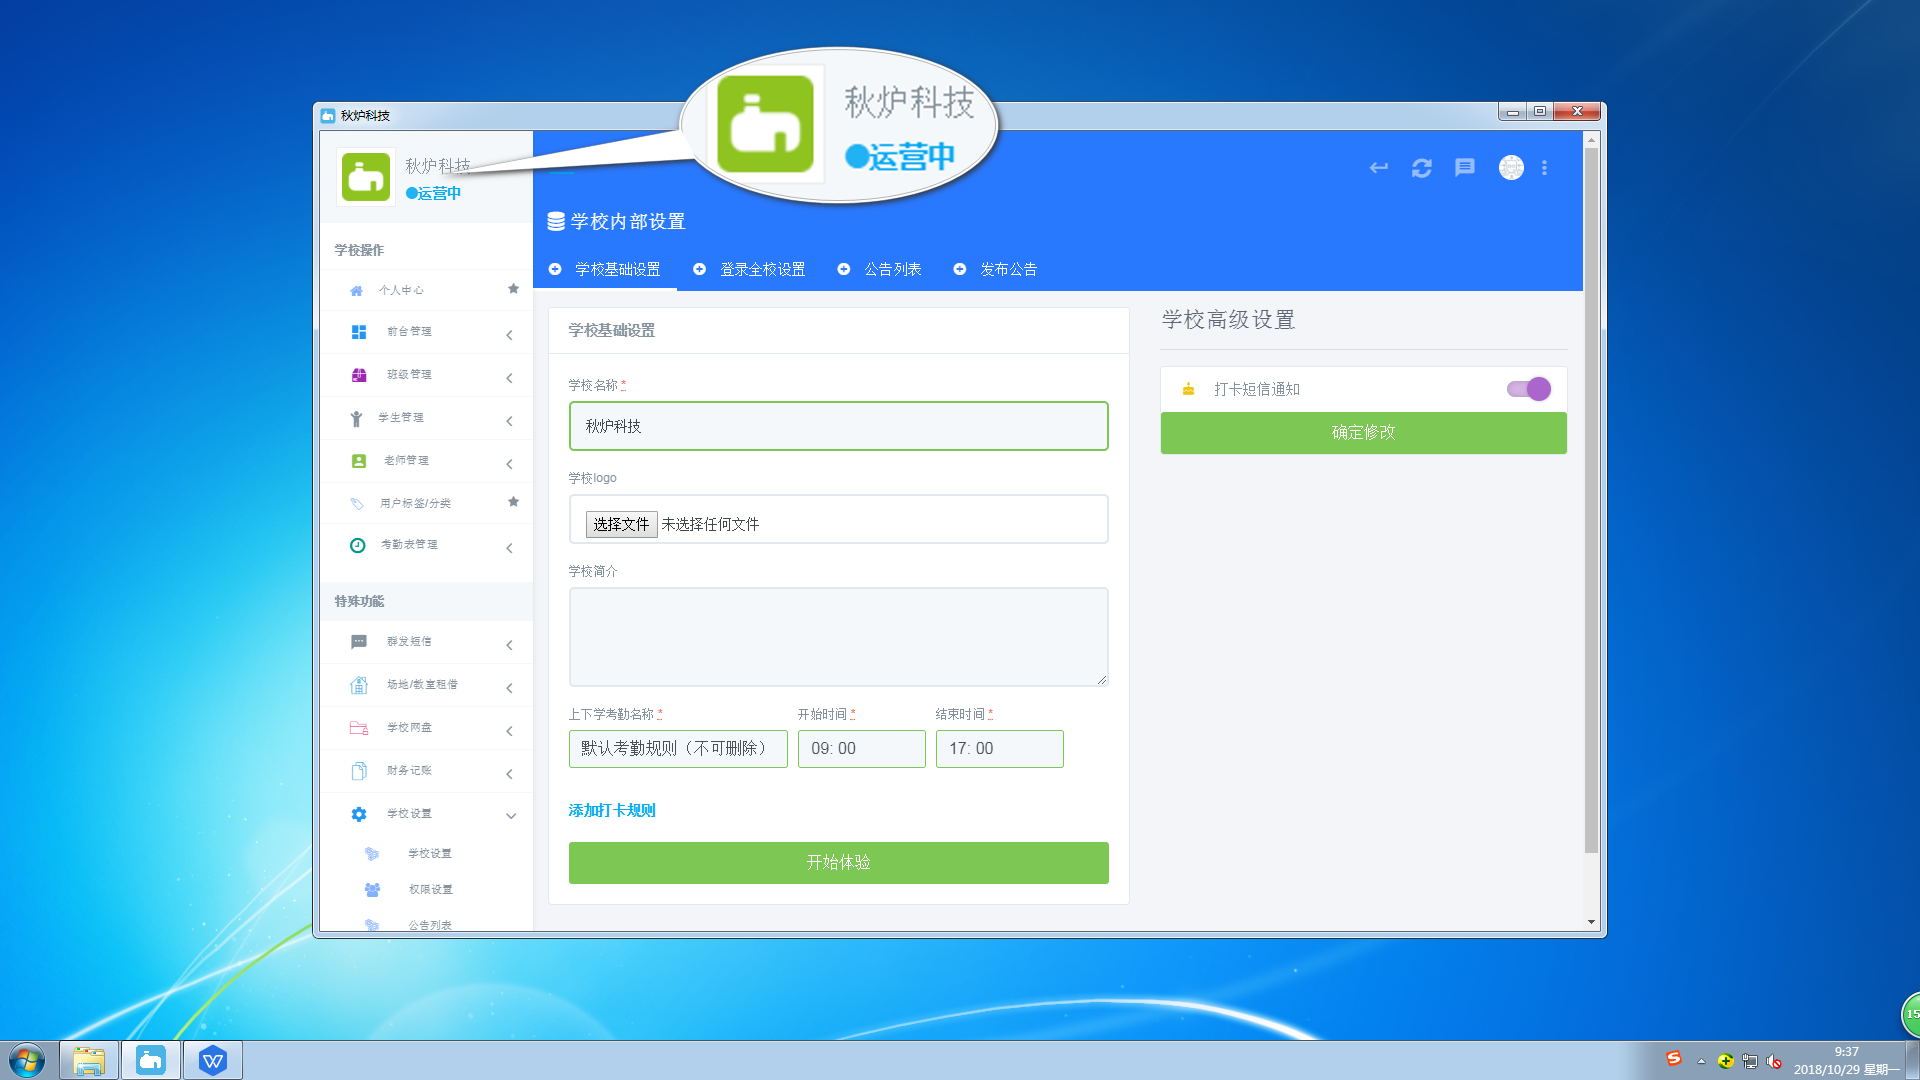 秋炉科技
秋炉科技
运营中
秋炉科技
运营中
学校操作
个人中心
前台管理
班级管理
学生管理
老师管理
用户标签/分类
考勤表管理
特殊功能
群发短信
场地/教室租借
学校网盘
财务记账
学校设置
学校设置
权限设置
公告列表
学校内部设置
学校基础设置 登录全校设置 公告列表 发布公告
学校基础设置
学校名称 *
秋炉科技
学校logo
选择文件 未选择任何文件
学校简介
上下学考勤名称 * 开始时间 * 结束时间 *
默认考勤规则（不可删除） 09: 00 17: 00
添加打卡规则
开始体验
学校高级设置
打卡短信通知
确定修改
15
9:37
2018/10/29 星期一